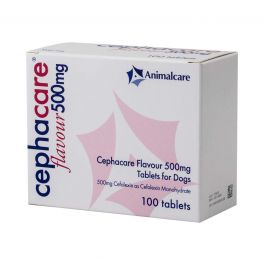 cephacare®
flavour 500mg
Animalcare
Cephacare Flavour 500mg
Tablets for Dogs
500mg Cefalexin as Cefalexin Monohydrate
100 tablets